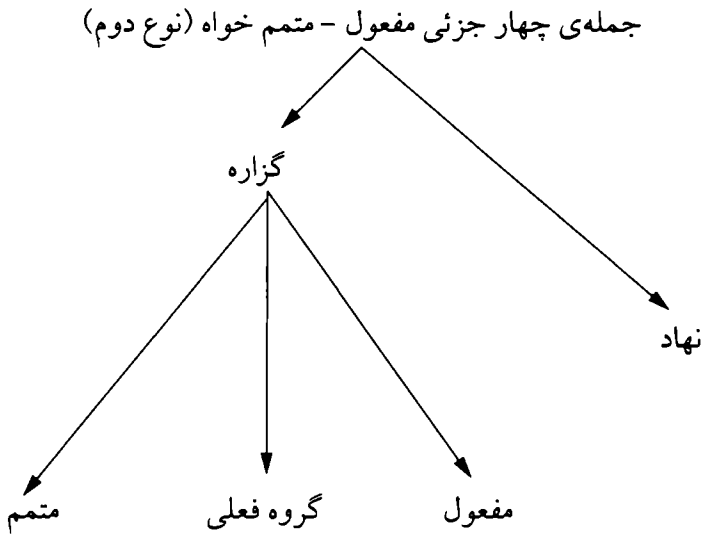 جمله‌ی چهار جزئی مفعول – متمم خواه (نوع دوم)
گزاره
نهاد
مفعول گروه فعلی متمم